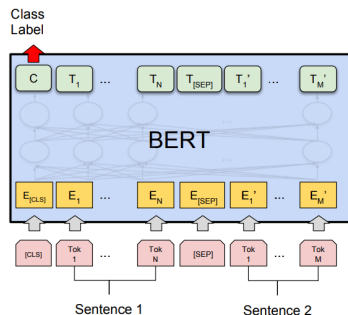 Class
Label
C T1 ... TN T[SEP] T1' ... TM'
BERT
E[CLS] E1 ... EN E[SEP] E1' ... EM'
[CLS] Tok 1 ... Tok N [SEP] Tok 1 ... Tok M
Sentence 1 Sentence 2